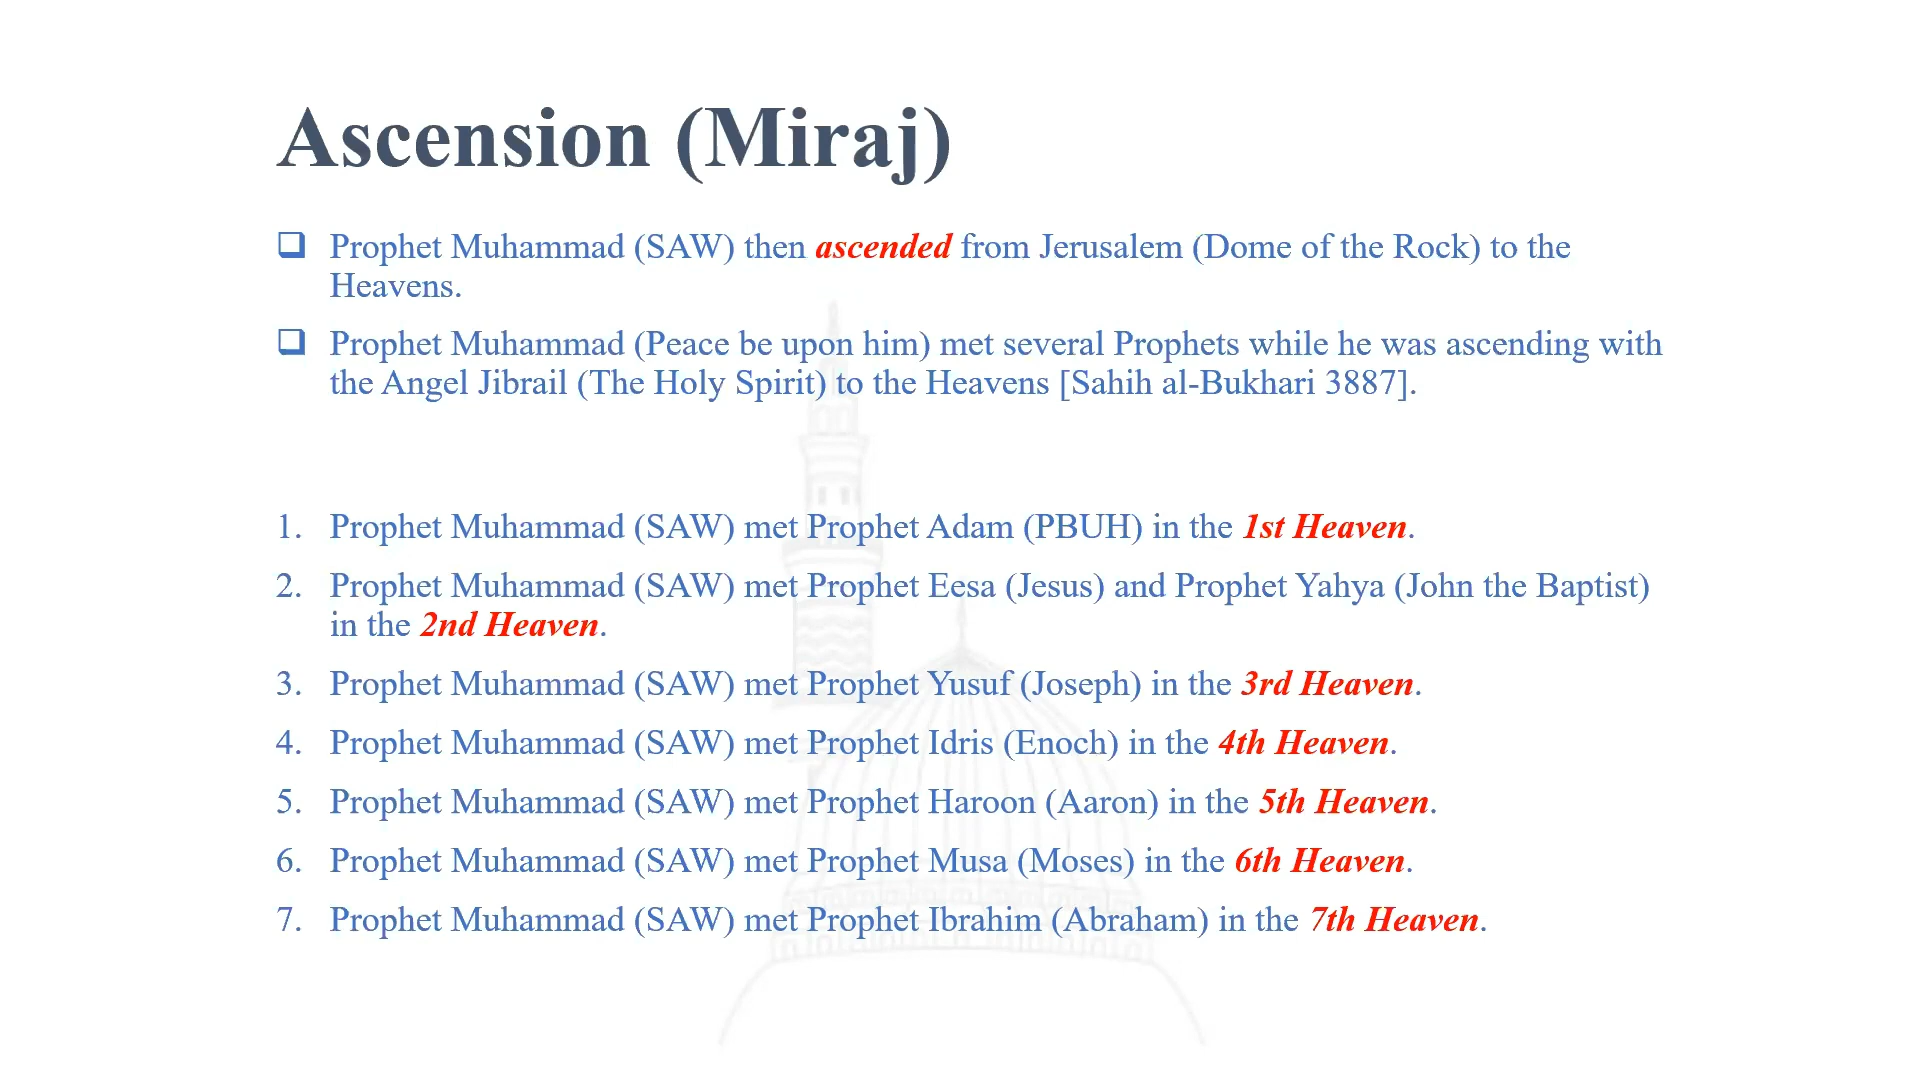 Ascension (Miraj)
❑ Prophet Muhammad (SAW) then ascended from Jerusalem (Dome of the Rock) to the
Heavens.
❑ Prophet Muhammad (Peace be upon him) met several Prophets while he was ascending with
the Angel Jibrail (The Holy Spirit) to the Heavens [Sahih al-Bukhari 3887].
1. Prophet Muhammad (SAW) met Prophet Adam (PBUH) in the 1st Heaven.
2. Prophet Muhammad (SAW) met Prophet Eesa (Jesus) and Prophet Yahya (John the Baptist)
in the 2nd Heaven.
3. Prophet Muhammad (SAW) met Prophet Yusuf (Joseph) in the 3rd Heaven.
4. Prophet Muhammad (SAW) met Prophet Idris (Enoch) in the 4th Heaven.
5. Prophet Muhammad (SAW) met Prophet Haroon (Aaron) in the 5th Heaven.
6. Prophet Muhammad (SAW) met Prophet Musa (Moses) in the 6th Heaven.
7. Prophet Muhammad (SAW) met Prophet Ibrahim (Abraham) in the 7th Heaven.